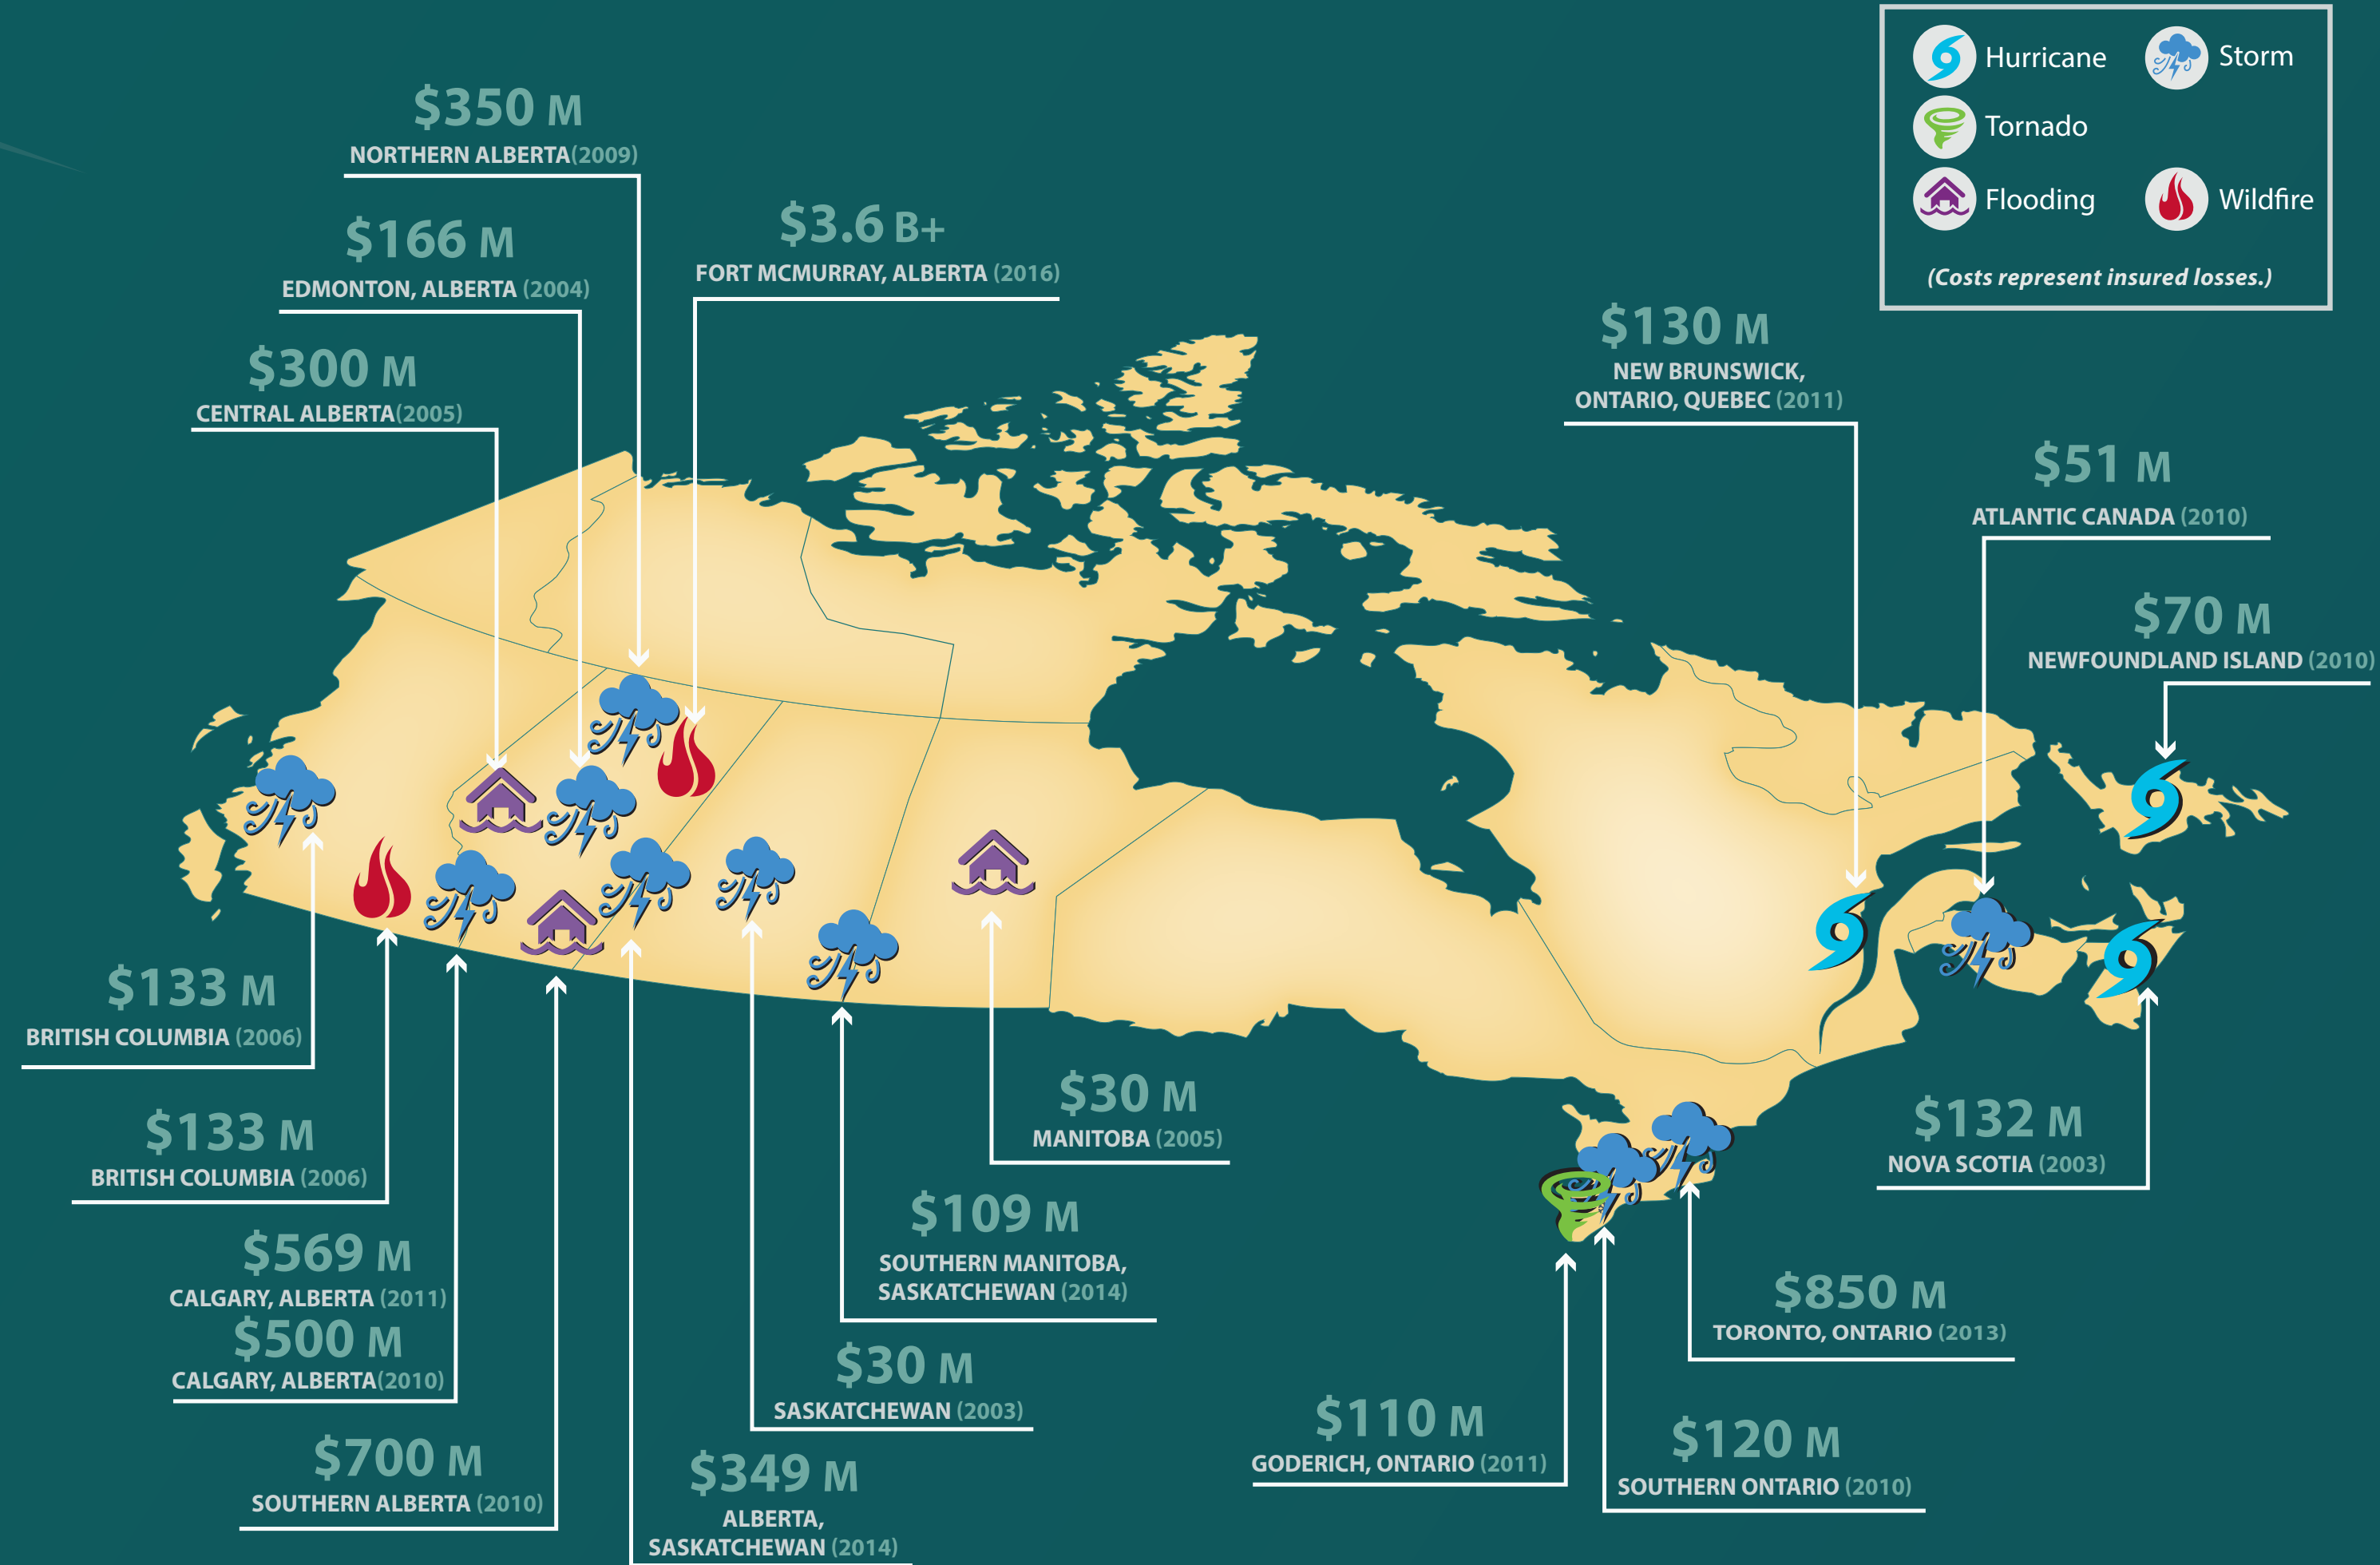 Hurricane
Storm
Tornado
Flooding
Wildfire
(Costs represent insured losses.)
$350 M
NORTHERN ALBERTA(2009)
$166 M
EDMONTON, ALBERTA (2004)
$3.6 B+
FORT MCMURRAY, ALBERTA (2016)
$300 M
CENTRAL ALBERTA(2005)
$130 M
NEW BRUNSWICK,
ONTARIO, QUEBEC (2011)
$51 M
ATLANTIC CANADA (2010)
$70 M
NEWFOUNDLAND ISLAND (2010)
$133 M
BRITISH COLUMBIA (2006)
$133 M
BRITISH COLUMBIA (2006)
$569 M
CALGARY, ALBERTA (2011)
$500 M
CALGARY, ALBERTA(2010)
$700 M
SOUTHERN ALBERTA (2010)
$349 M
ALBERTA,
SASKATCHEWAN (2014)
$30 M
SASKATCHEWAN (2003)
$109 M
SOUTHERN MANITOBA,
SASKATCHEWAN (2014)
$30 M
MANITOBA (2005)
$110 M
GODERICH, ONTARIO (2011)
$120 M
SOUTHERN ONTARIO (2010)
$850 M
TORONTO, ONTARIO (2013)
$132 M
NOVA SCOTIA (2003)